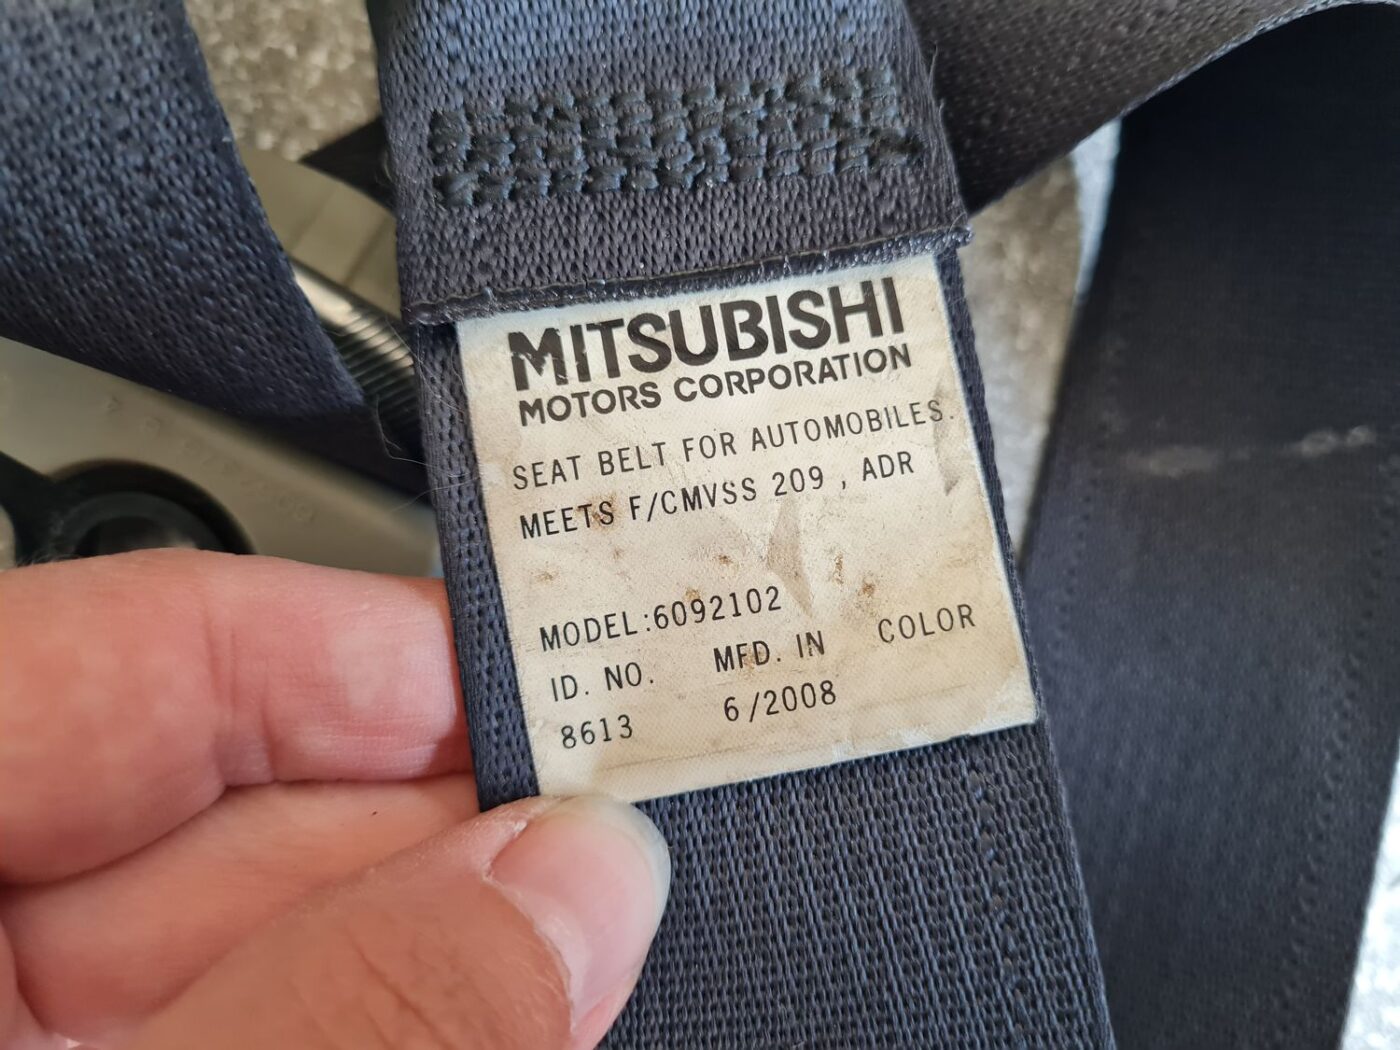 MITSUBISHI
MOTORS CORPORATION
SEAT BELT FOR AUTOMOBILES.
MEETS F/CMVSS 209 , ADR
MODEL:6092102
ID. NO. MFD. IN COLOR
8613 6/2008